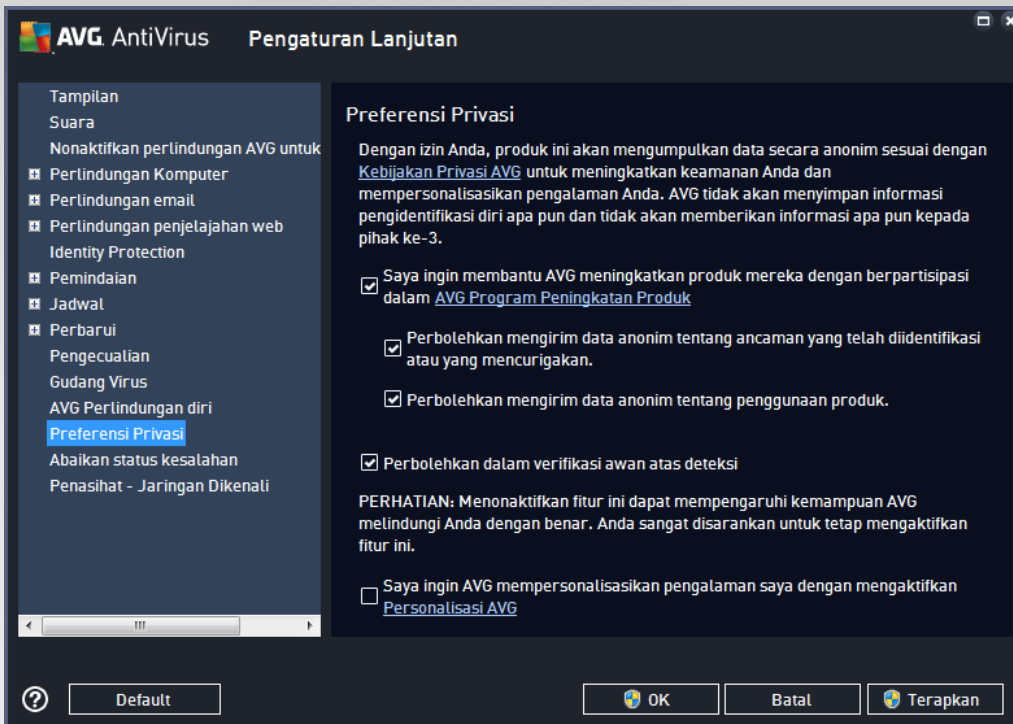 AVG. AntiVirus Pengaturan Lanjutan
Tampilan
Suara
Nonaktifkan perlindungan AVG untuk
Perlindungan Komputer
Perlindungan email
Perlindungan penjelajahan web
Identity Protection
Pemindaian
Jadwal
Perbarui
Pengecualian
Gudang Virus
AVG Perlindungan diri
Preferensi Privasi
Abaikan status kesalahan
Penasihat - Jaringan Dikenali
Preferensi Privasi
Dengan izin Anda, produk ini akan mengumpulkan data secara anonim sesuai dengan
Kebijakan Privasi AVG untuk meningkatkan keamanan Anda dan
mempersonalisasikan pengalaman Anda. AVG tidak akan menyimpan informasi
pengidentifikasi diri apa pun dan tidak akan memberikan informasi apa pun kepada
pihak ke-3.
Saya ingin membantu AVG meningkatkan produk mereka dengan berpartisipasi
dalam AVG Program Peningkatan Produk
Perbolehkan mengirim data anonim tentang ancaman yang telah diidentifikasi
atau yang mencurigakan.
Perbolehkan mengirim data anonim tentang penggunaan produk.
Perbolehkan dalam verifikasi awan atas deteksi
PERHATIAN: Menonaktifkan fitur ini dapat mempengaruhi kemampuan AVG
melindungi Anda dengan benar. Anda sangat disarankan untuk tetap mengaktifkan
fitur ini.
Saya ingin AVG mempersonalisasikan pengalaman saya dengan mengaktifkan
Personalisasi AVG
? Default OK Batal Terapkan